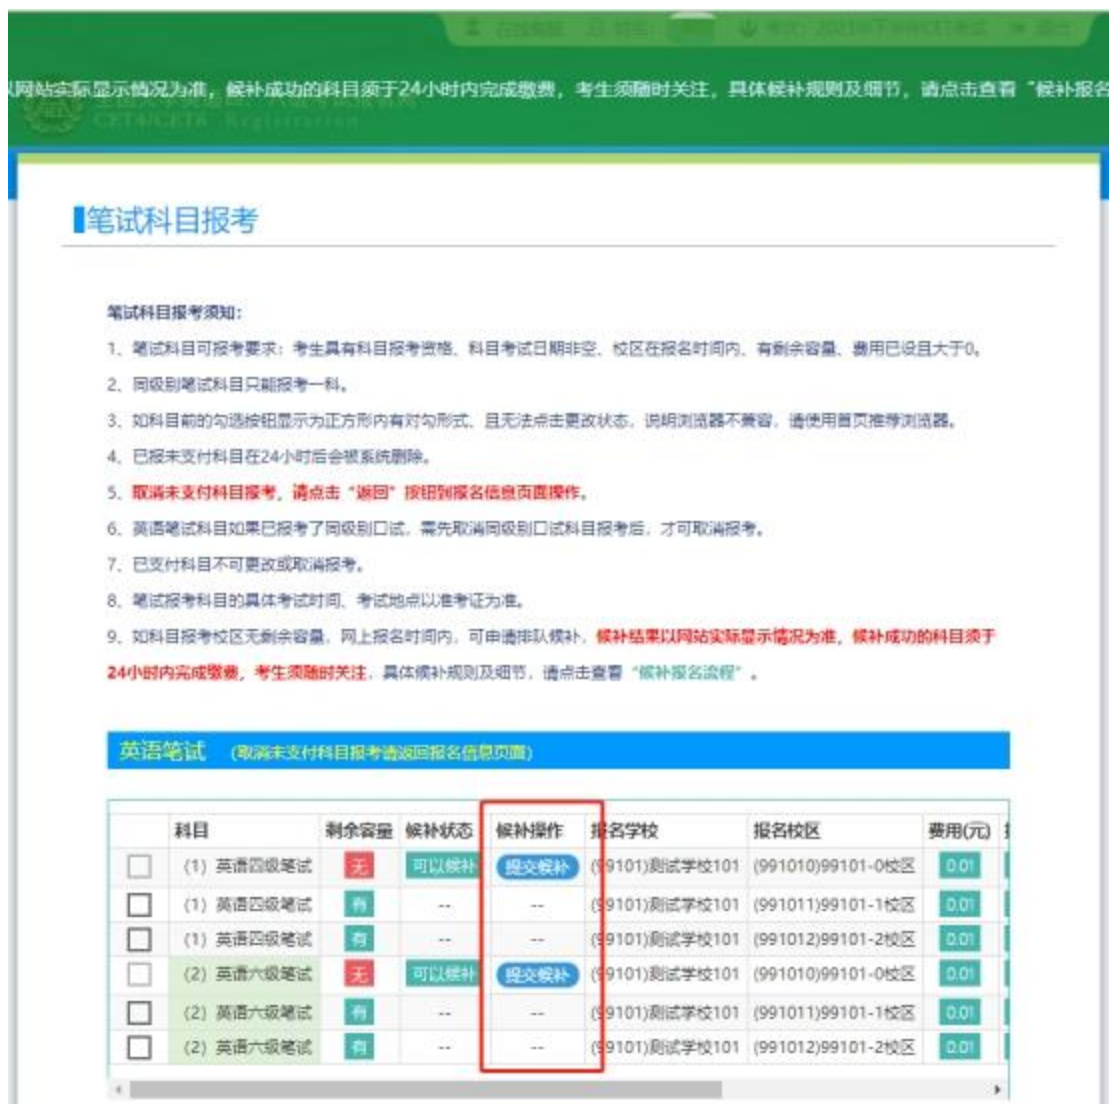 网站实际显示情况为准，候补成功的科目须于24小时内完成缴费，考生须随时关注，具体候补规则及细节，请点击查看“候补报名
CET4/CET6 Registration
笔试科目报考
笔试科目报考须知：
1、笔试科目可报考要求：考生具有科目报考资格、科目考试日期非空、校区在报名时间内、有剩余容量、费用已设且大于0。
2、同级别笔试科目只能报考一科。
3、如科目前的勾选按钮显示为正方形内有对勾形式、且无法点击更改状态，说明浏览器不兼容，请使用首页推荐浏览器。
4、已报未支付科目在24小时后会被系统删除。
5、取消未支付科目报考，请点击“返回”按钮到报名信息页面操作。
6、英语笔试科目如果已报考了同级别口试，需先取消同级别口试科目报考后，才可取消报考。
7、已支付科目不可更改或取消报考。
8、笔试报考科目的具体考试时间、考试地点以准考证为准。
9、如科目报考校区无剩余容量，网上报名时间内，可申请排队候补，候补结果以网站实际显示情况为准，候补成功的科目须于
24小时内完成缴费，考生须随时关注，具体候补规则及细节，请点击查看“候补报名流程”。
英语笔试 （取消未支付科目报考请返回报名信息页面）
科目 剩余容量 候补状态 候补操作 报名学校 报名校区 费用(元)
(1) 英语四级笔试 无 可以候补 提交候补 (99101)测试学校101 (991010)99101-0校区 0.01
(1) 英语四级笔试 有 -- -- (99101)测试学校101 (991011)99101-1校区 0.01
(1) 英语四级笔试 有 -- -- (99101)测试学校101 (991012)99101-2校区 0.01
(2) 英语六级笔试 无 可以候补 提交候补 (99101)测试学校101 (991010)99101-0校区 0.01
(2) 英语六级笔试 有 -- -- (99101)测试学校101 (991011)99101-1校区 0.01
(2) 英语六级笔试 有 -- -- (99101)测试学校101 (991012)99101-2校区 0.01